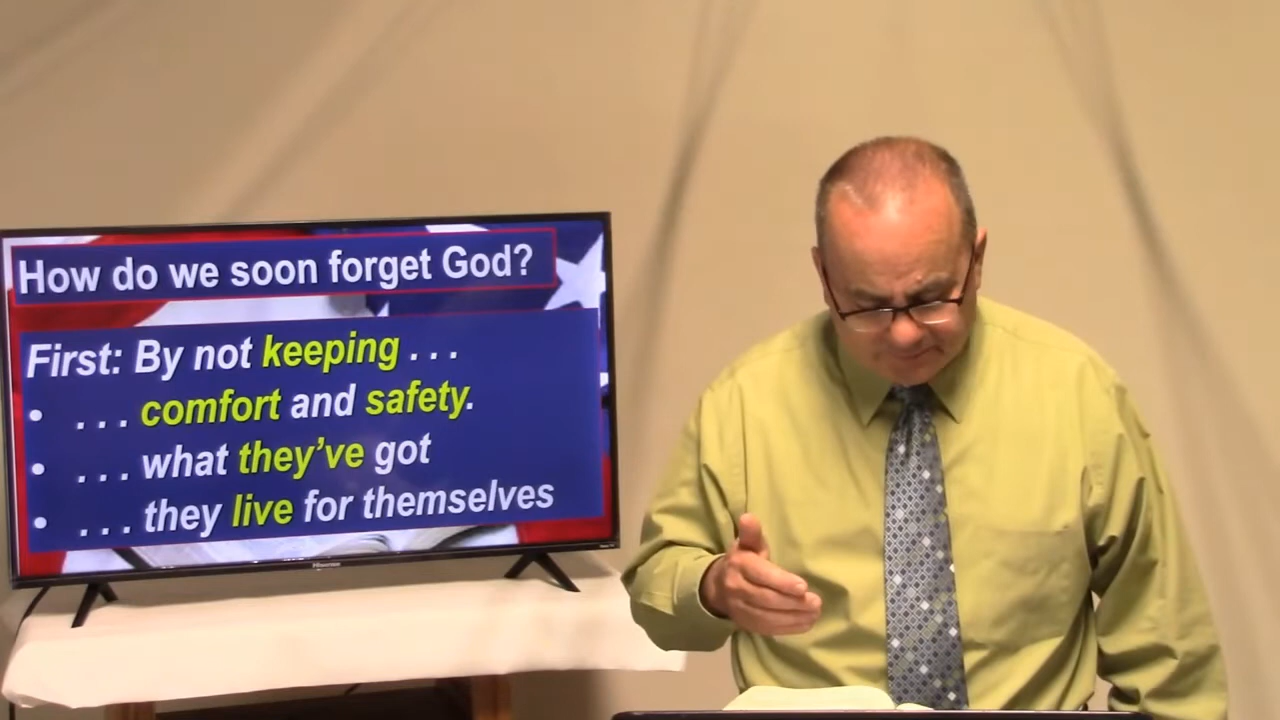 How do we soon forget God?
First: By not keeping . . .
• . . . comfort and safety.
• . . . what they've got
• . . . they live for themselves
Hisense